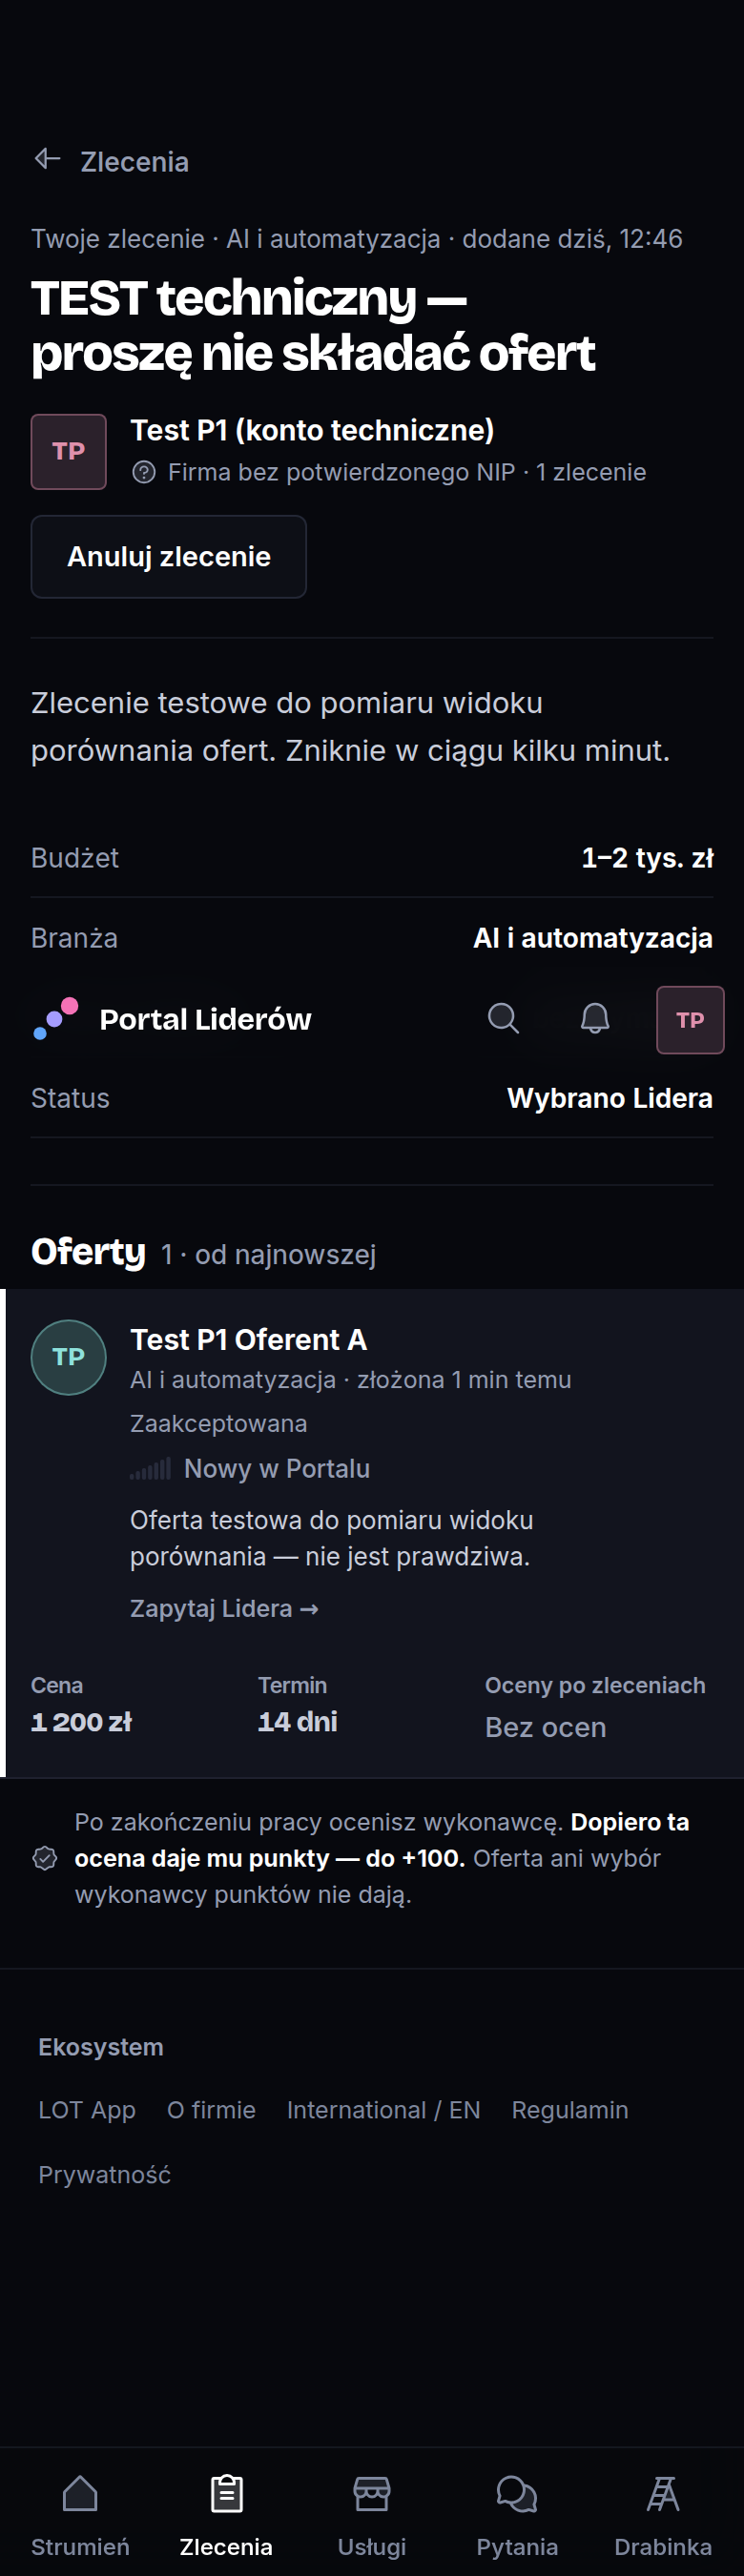 Zlecenia
Twoje zlecenie · AI i automatyzacja · dodane dziś, 12:46
TEST techniczny —
proszę nie składać ofert
TP
Test P1 (konto techniczne)
Firma bez potwierdzonego NIP · 1 zlecenie
Anuluj zlecenie
Zlecenie testowe do pomiaru widoku
porównania ofert. Zniknie w ciągu kilku minut.
Budżet
1–2 tys. zł
Branża
AI i automatyzacja
Portal Liderów
TP
Status
Wybrano Lidera
Oferty 1 · od najnowszej
TP
Test P1 Oferent A
AI i automatyzacja · złożona 1 min temu
Zaakceptowana
Nowy w Portalu
Oferta testowa do pomiaru widoku
porównania — nie jest prawdziwa.
Zapytaj Lidera →
Cena
1 200 zł
Termin
14 dni
Oceny po zleceniach
Bez ocen
Po zakończeniu pracy ocenisz wykonawcę. Dopiero ta
ocena daje mu punkty — do +100. Oferta ani wybór
wykonawcy punktów nie dają.
Ekosystem
LOT App
O firmie
International / EN
Regulamin
Prywatność
Strumień
Zlecenia
Usługi
Pytania
Drabinka